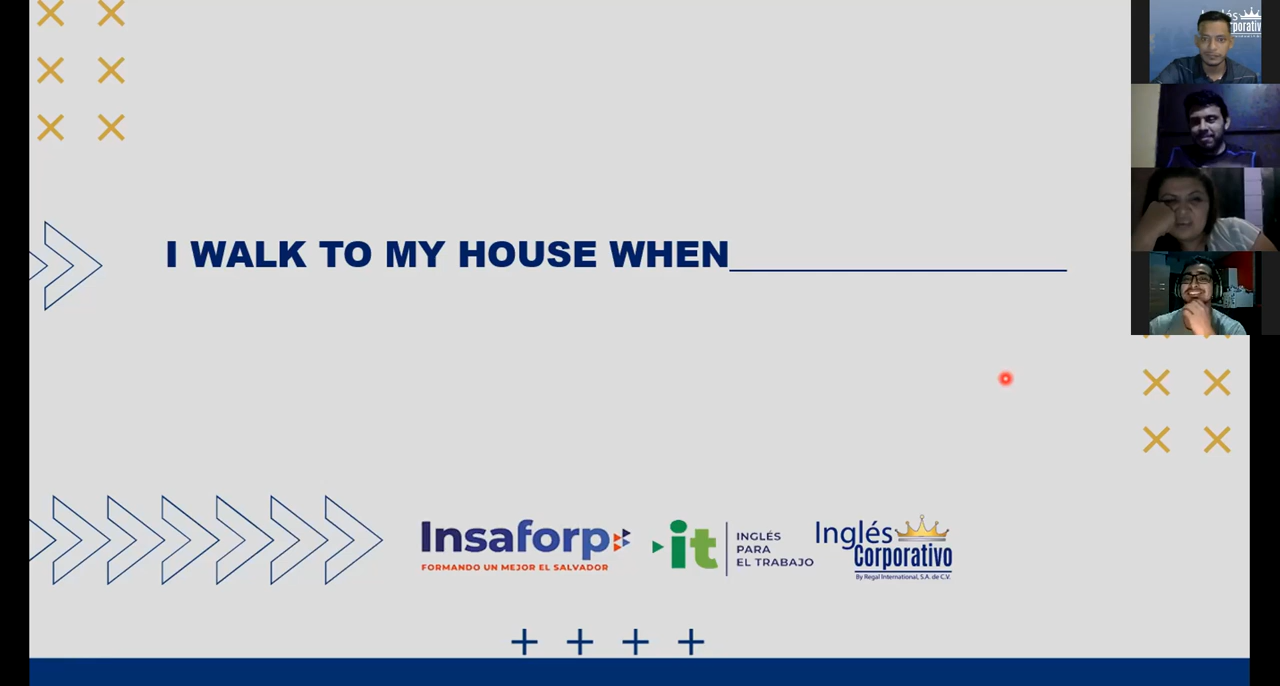 I WALK TO MY HOUSE WHEN__________________
Insaforp
FORMANDO UN MEJOR EL SALVADOR
it
INGLÉS
PARA
EL TRABAJO
Inglés
Corporativo
By Regal International, S.A. de C.V.